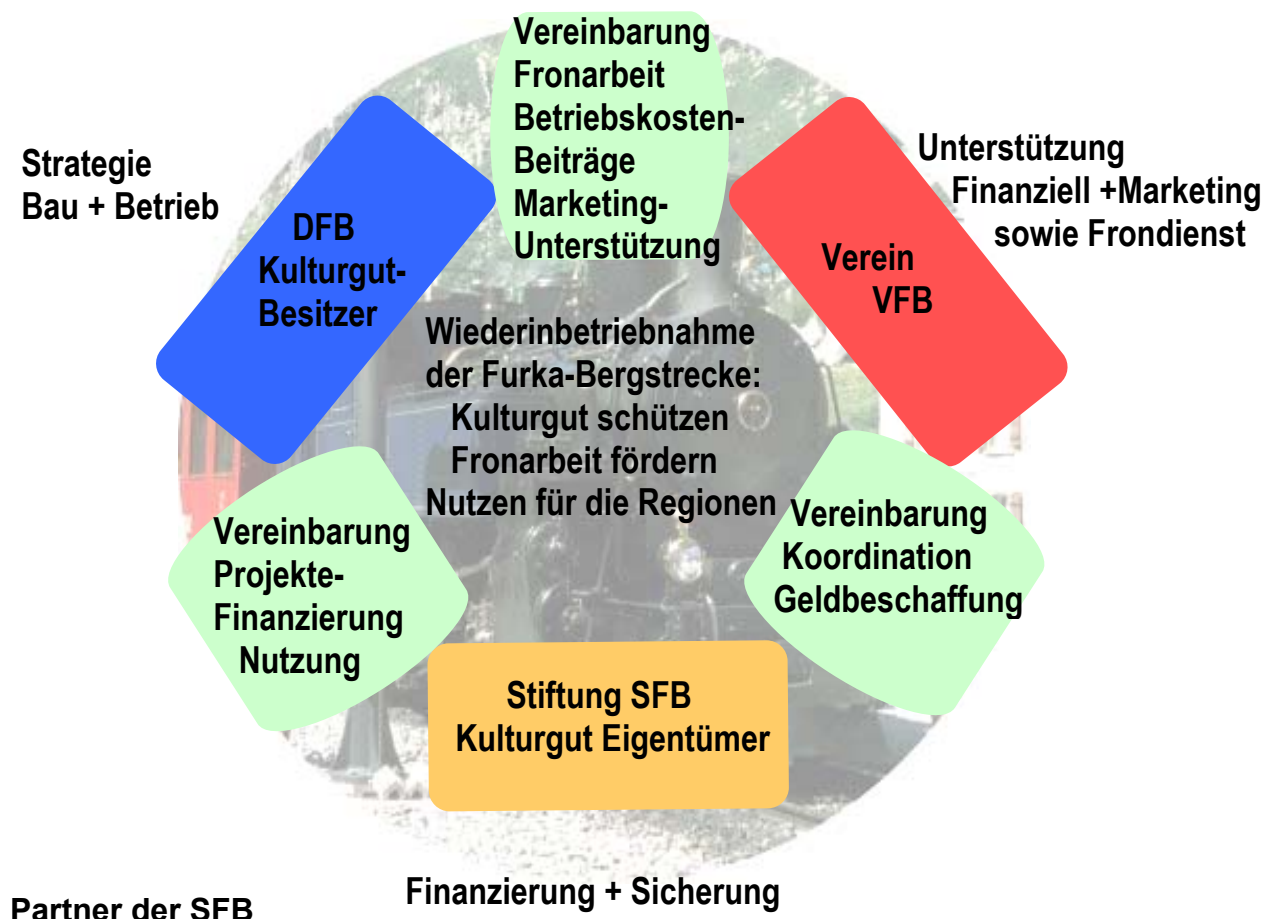 Vereinbarung
Fronarbeit
Betriebskosten-
Beiträge
Marketing-
Unterstützung
Strategie
Bau + Betrieb
DFB
Kulturgut-
Besitzer
Unterstützung
Finanziell +Marketing
sowie Frondienst
Verein
VFB
Wiederinbetriebnahme
der Furka-Bergstrecke:
Kulturgut schützen
Fronarbeit fördern
Nutzen für die Regionen
Vereinbarung
Projekte-
Finanzierung
Nutzung
Vereinbarung
Koordination
Geldbeschaffung
Stiftung SFB
Kulturgut Eigentümer
Finanzierung + Sicherung
Partner der SFB